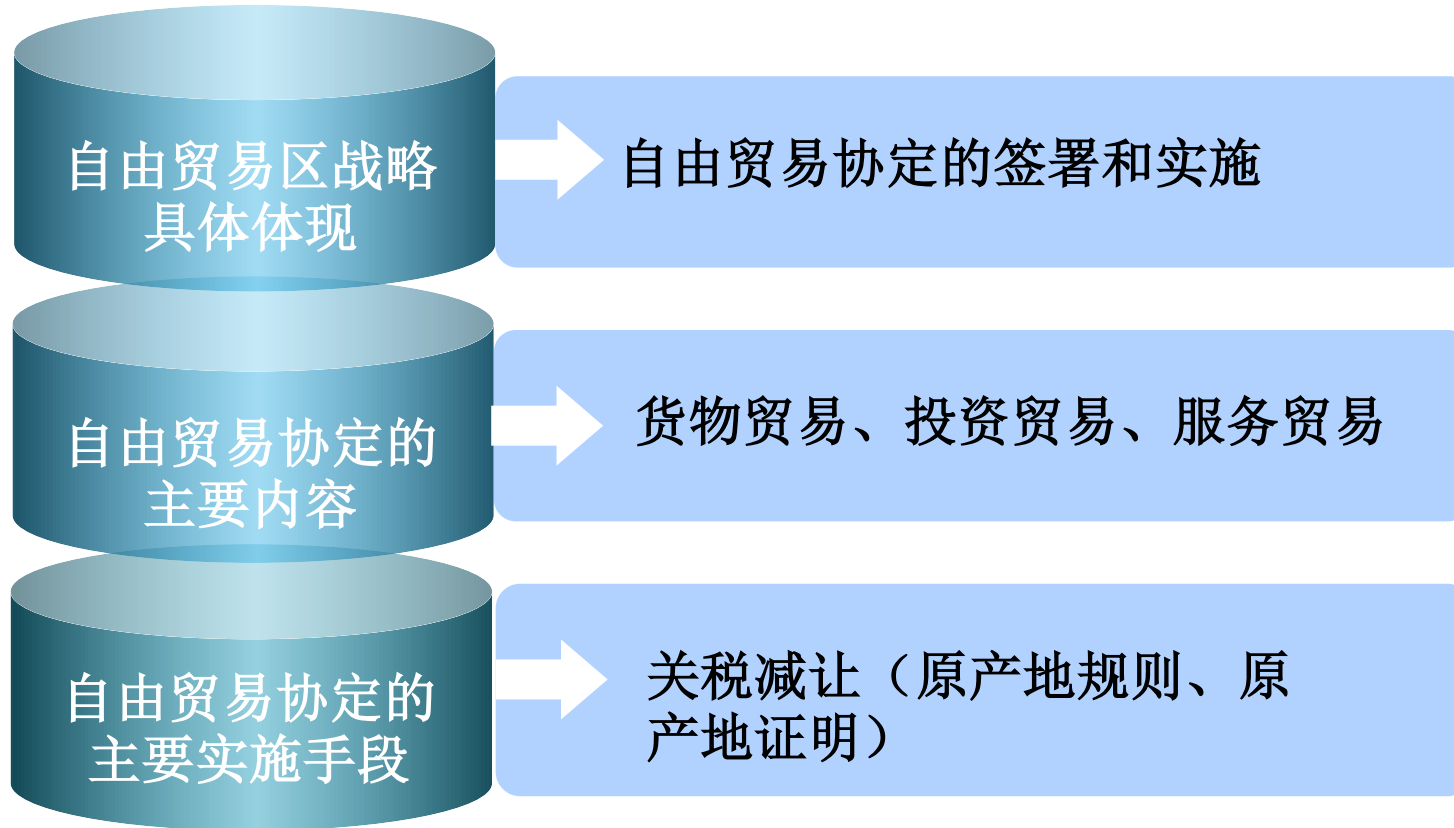 自由贸易区战略
具体体现
自由贸易协定的签署和实施
自由贸易协定的
主要内容
货物贸易、投资贸易、服务贸易
自由贸易协定的
主要实施手段
关税减让（原产地规则、原
产地证明）